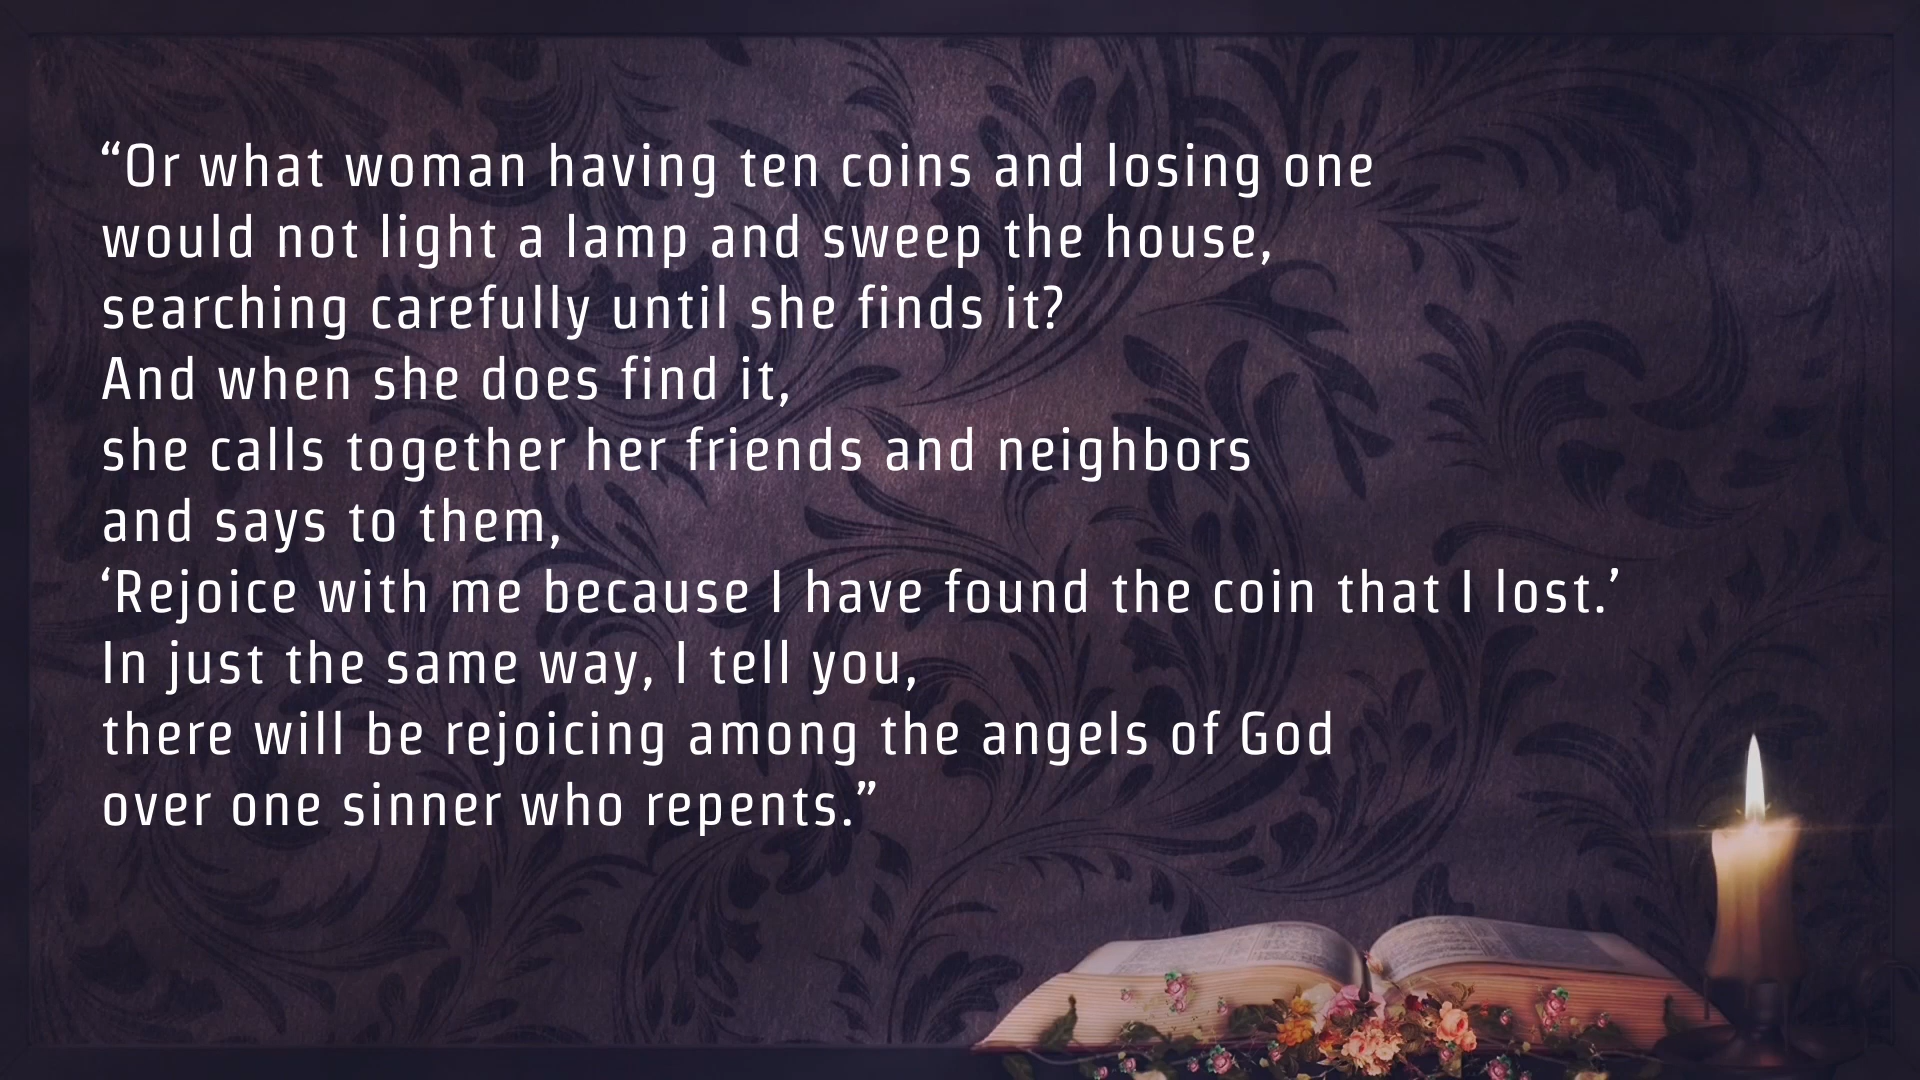 “Or what woman having ten coins and losing one
would not light a lamp and sweep the house,
searching carefully until she finds it?
And when she does find it,
she calls together her friends and neighbors
and says to them,
‘Rejoice with me because I have found the coin that I lost.’
In just the same way, I tell you,
there will be rejoicing among the angels of God
over one sinner who repents.”